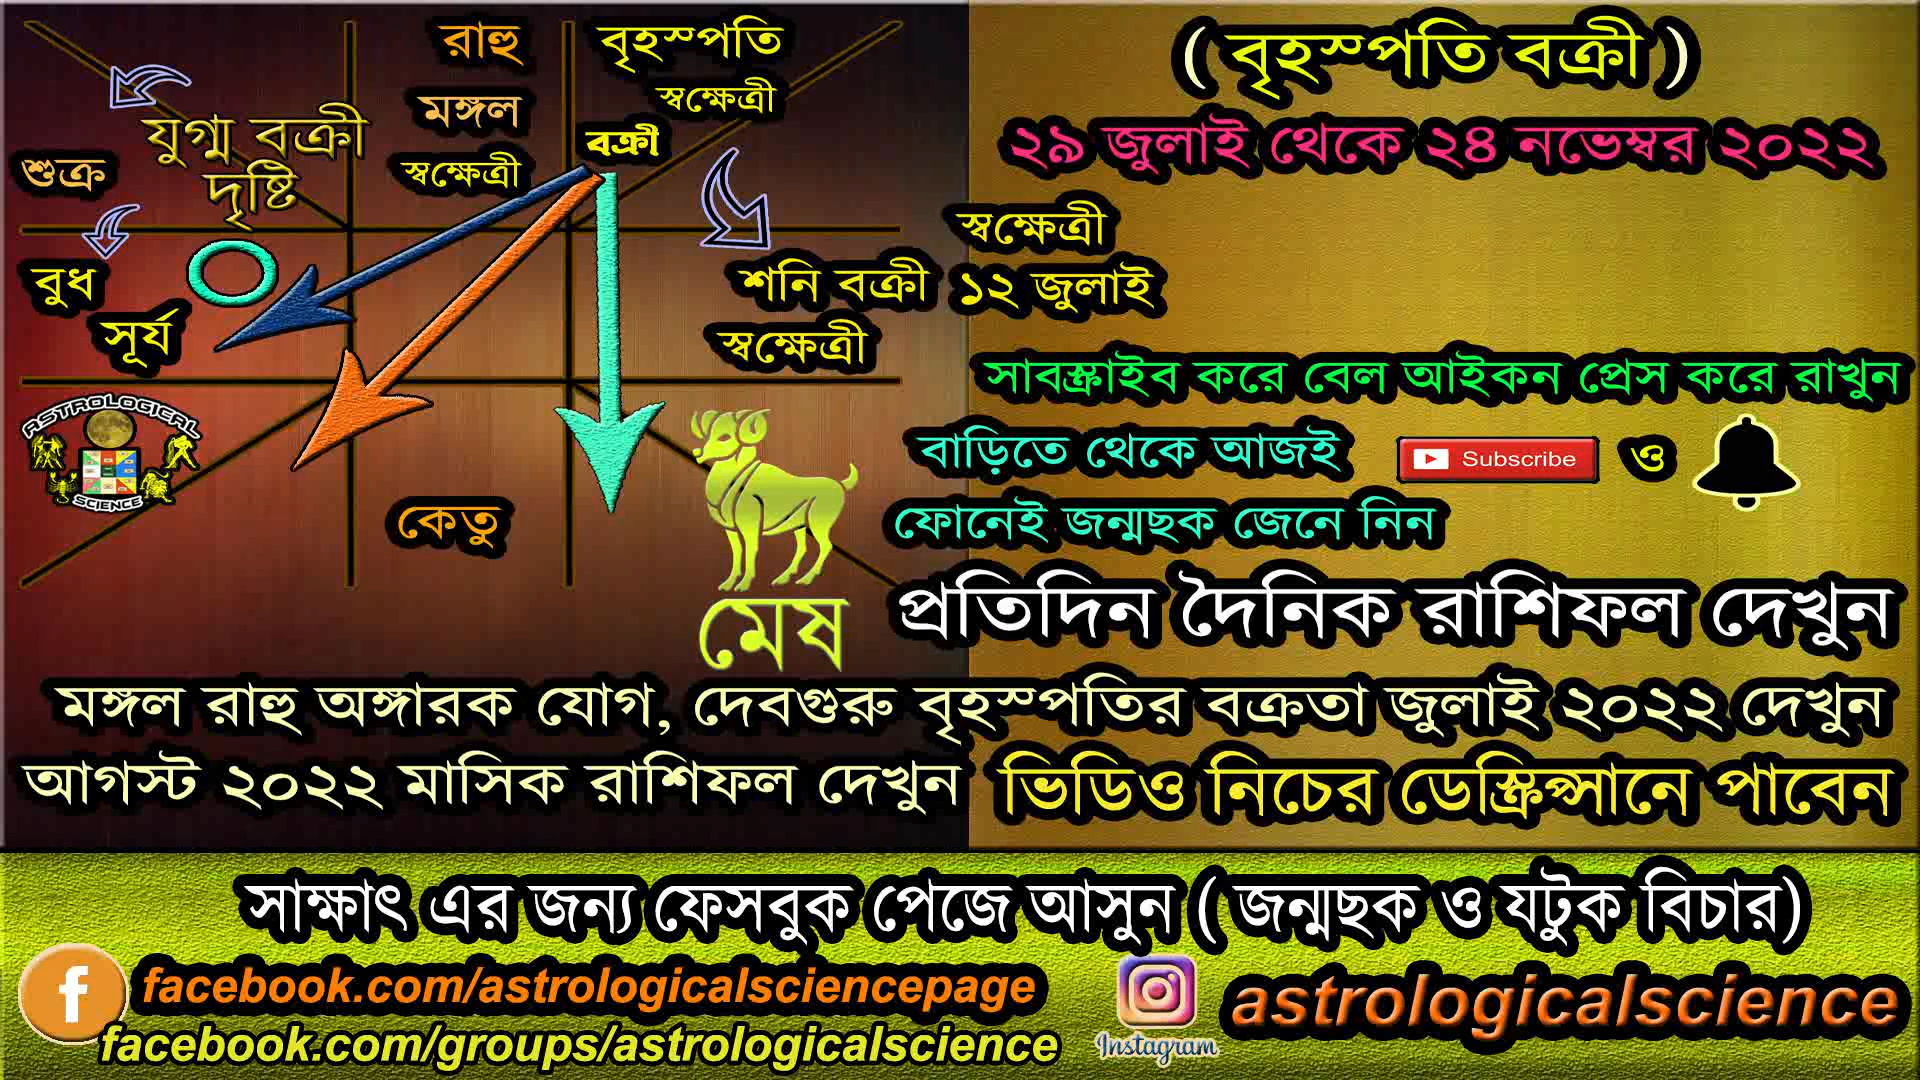 রাহু
বৃহস্পতি
মঙ্গল
স্বক্ষেত্রী
স্বক্ষেত্রী
বক্রী
যুগ্ম বক্রী
দৃষ্টি
শুক্র
বুধ
সূর্য
শনি বক্রী ১২ জুলাই
স্বক্ষেত্রী
স্বক্ষেত্রী
কেতু
মেষ
ASTROLOGICAL
SCIENCE
( বৃহস্পতি বক্রী )
২৯ জুলাই থেকে ২৪ নভেম্বর ২০২২
সাবস্ক্রাইব করে বেল আইকন প্রেস করে রাখুন
বাড়িতে থেকে আজই
Subscribe ও
ফোনেই জন্মছক জেনে নিন
প্রতিদিন দৈনিক রাশিফল দেখুন
মঙ্গল রাহু অঙ্গারক যোগ, দেবগুরু বৃহস্পতির বক্রতা জুলাই ২০২২ দেখুন
আগস্ট ২০২২ মাসিক রাশিফল দেখুন ভিডিও নিচের ডেস্ক্রিপ্সানে পাবেন
সাক্ষাৎ এর জন্য ফেসবুক পেজে আসুন ( জন্মছক ও যটুক বিচার)
facebook.com/astrologicalsciencepage
facebook.com/groups/astrologicalscience
Instagram
astrologicalscience